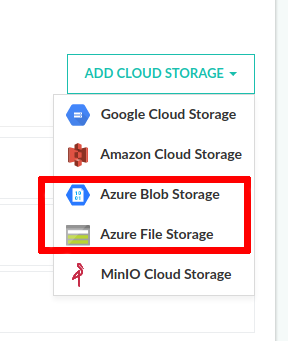 ADD CLOUD STORAGE
Google Cloud Storage
Amazon Cloud Storage
Azure Blob Storage
Azure File Storage
MinIO Cloud Storage